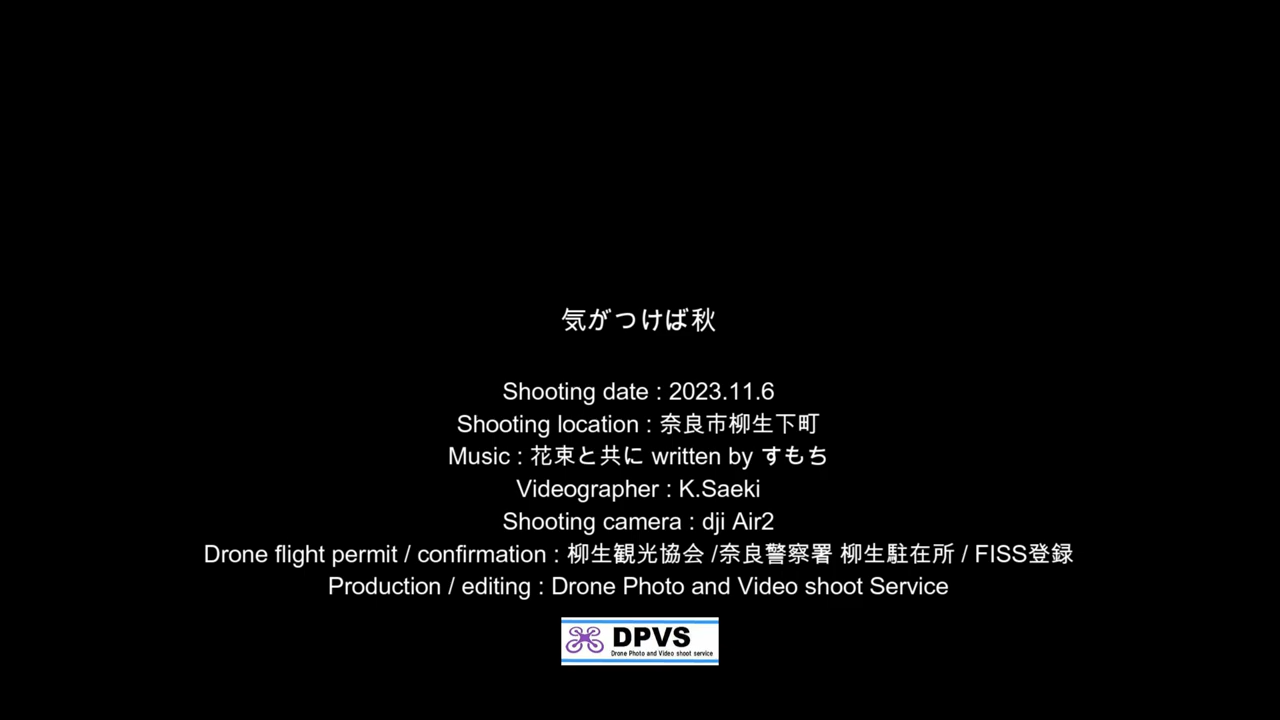 気がつけば秋
Shooting date : 2023.11.6
Shooting location : 奈良市柳生下町
Music : 花束と共に written by すもち
Videographer : K.Saeki
Shooting camera : dji Air2
Drone flight permit / confirmation : 柳生観光協会 /奈良警察署 柳生駐在所 / FISS登録
Production / editing : Drone Photo and Video shoot Service
DPVS
Drone Photo and Video shoot service